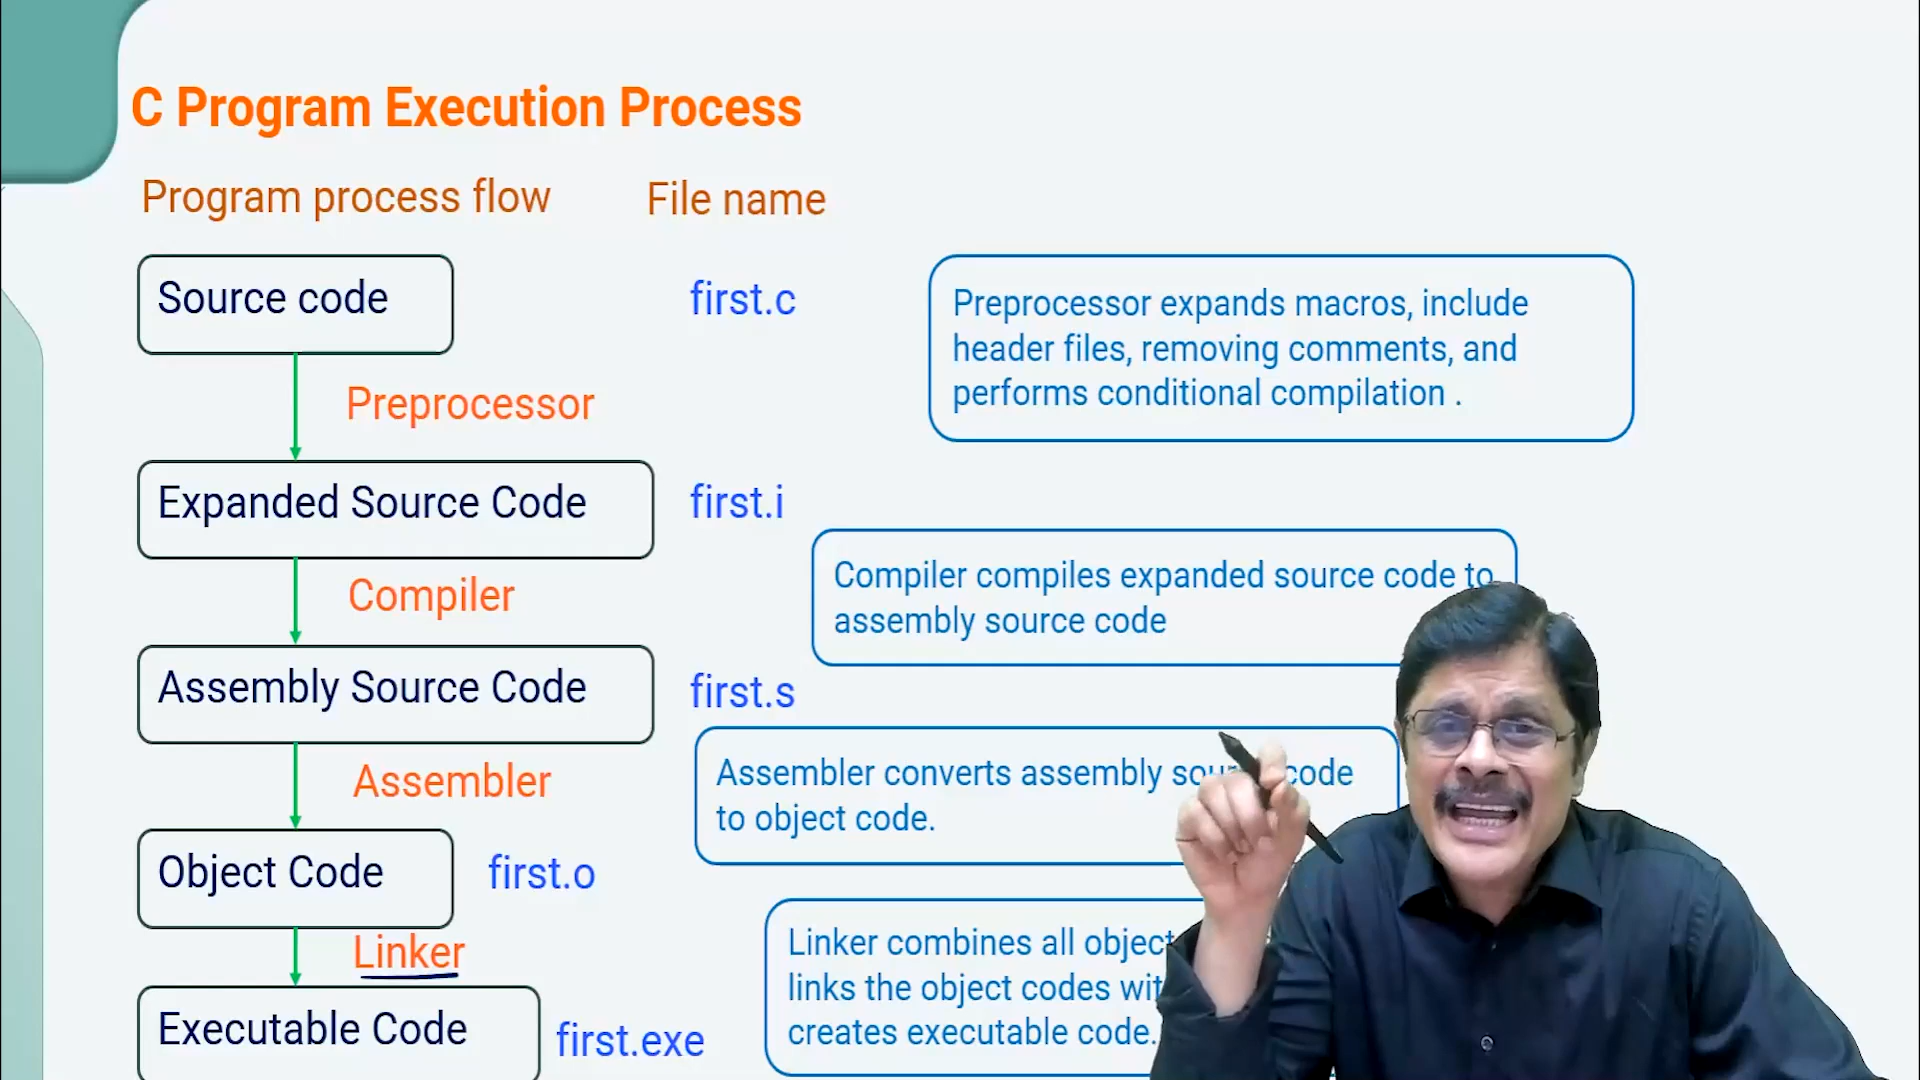 C Program Execution Process
Program process flow
File name
Source code
first.c
Preprocessor expands macros, include
header files, removing comments, and
performs conditional compilation .
Preprocessor
Expanded Source Code
first.i
Compiler compiles expanded source code to
assembly source code
Compiler
Assembly Source Code
first.s
Assembler converts assembly source code
to object code.
Assembler
Object Code
first.o
Linker combines all object
links the object codes
creates executable code.
Linker
Executable Code
first.exe